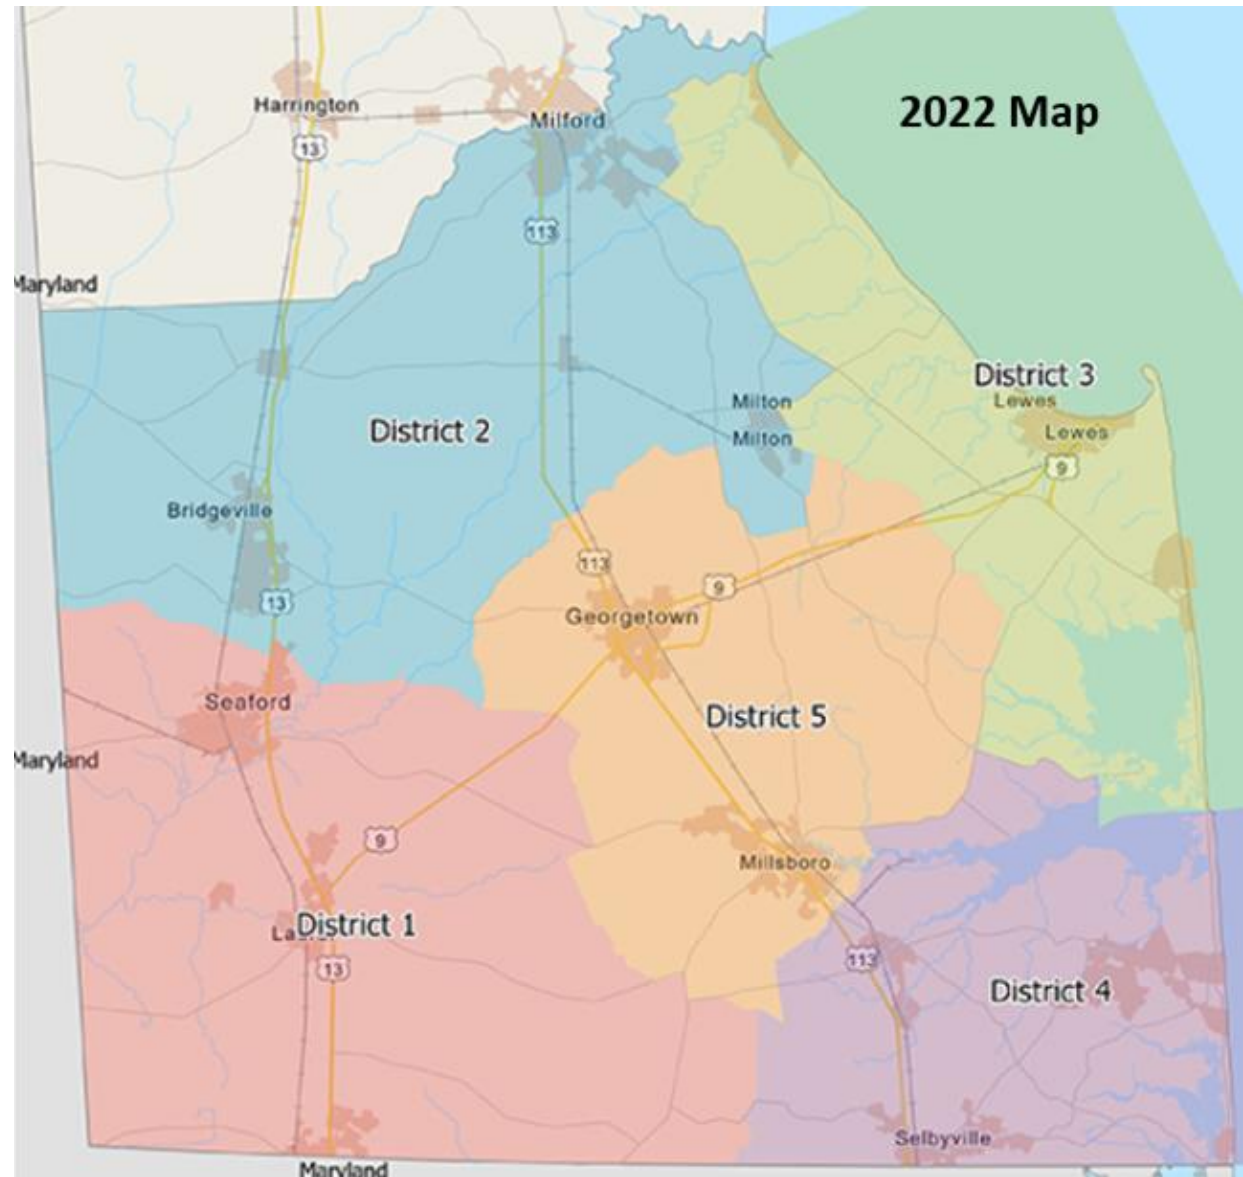 2022 Map
Harrington
Milford
13
113
Maryland
District 3
Lewes
Milton
District 2
Milton
Lewes
9
Bridgeville
113
9
13
Georgetown
Seaford
District 5
Maryland
9
Millsboro
District 1
113
13
District 4
Selbyville
Maryland